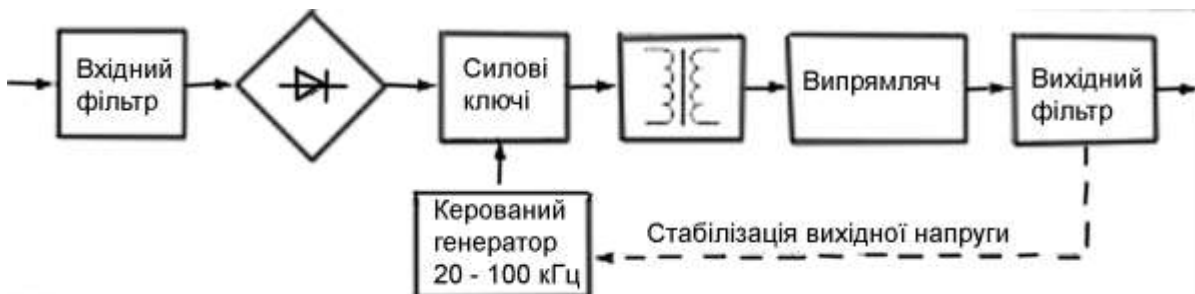 Вхідний
фільтр
Силові
ключі
Випрямляч
Вихідний
фільтр
Керований
генератор
20 - 100 кГц
Стабілізація вихідної напруги